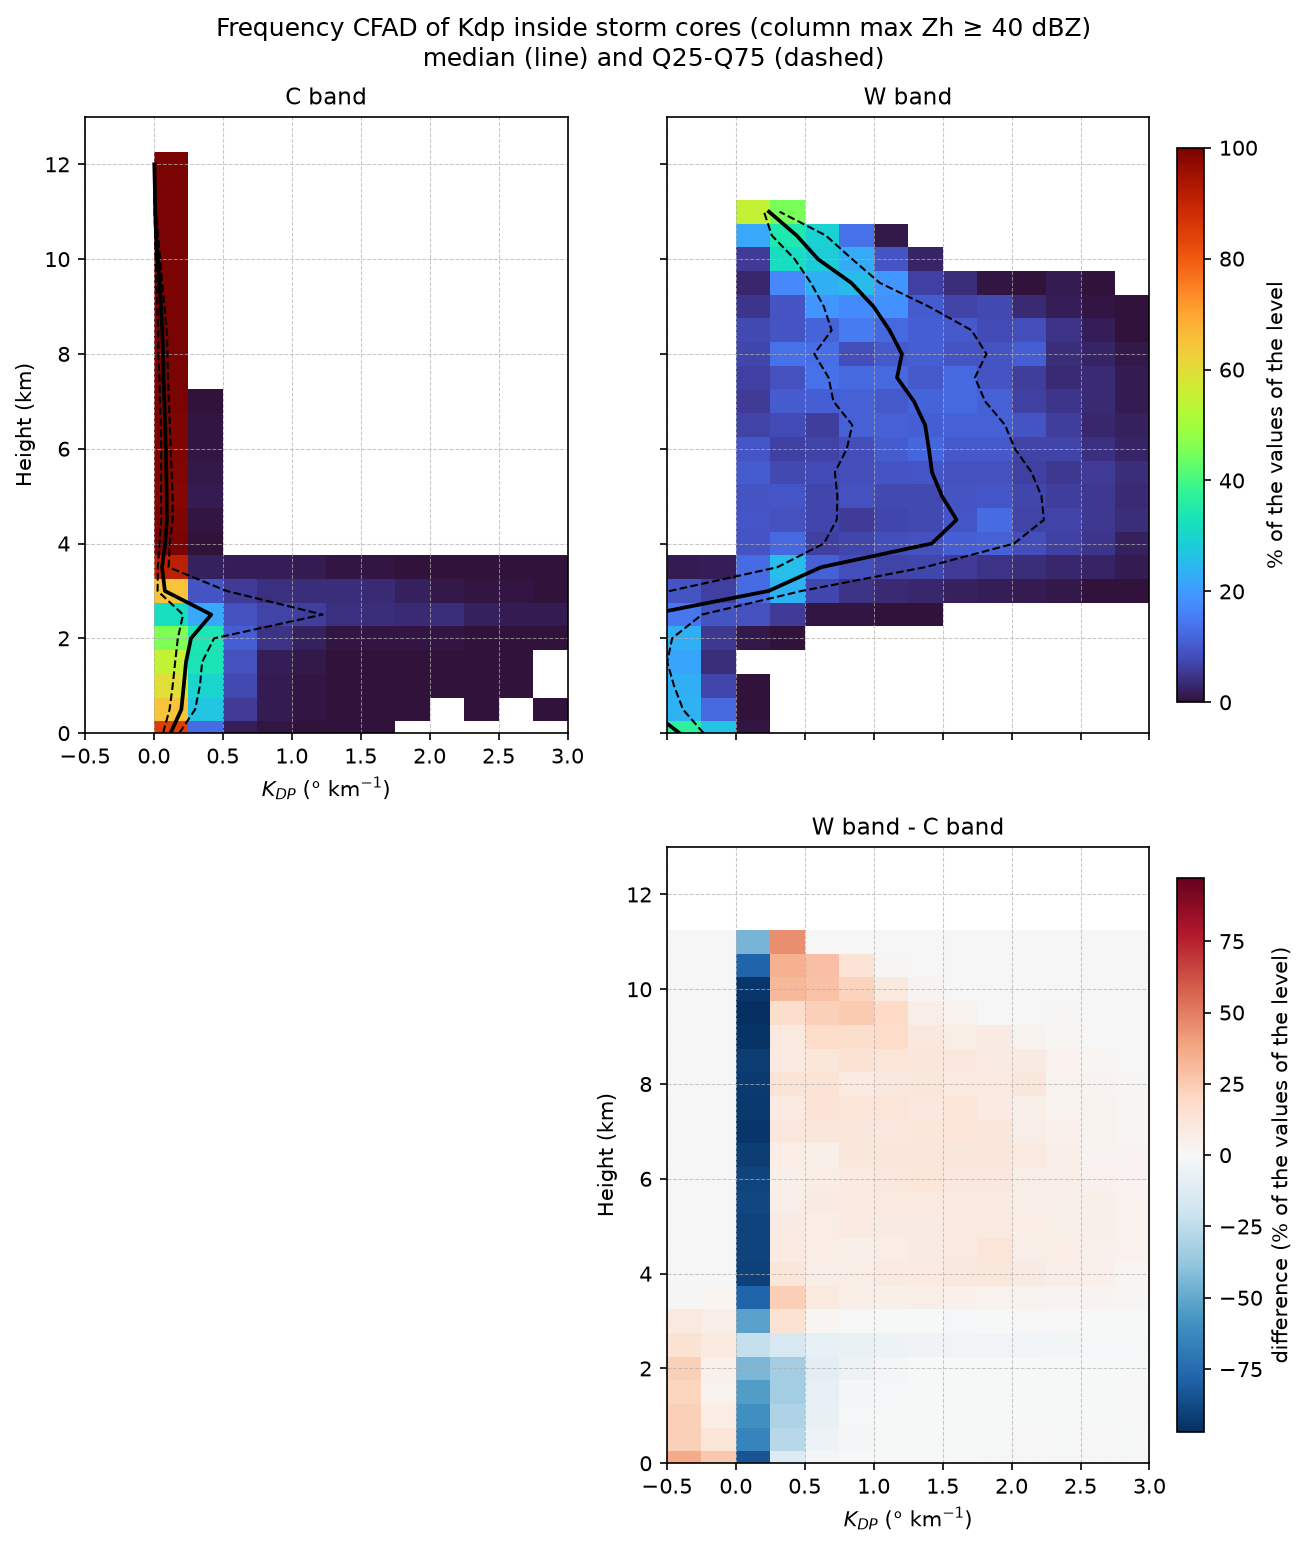 Frequency CFAD of Kdp inside storm cores (column max Zh ≥ 40 dBZ)
median (line) and Q25-Q75 (dashed)
C band
W band
Height (km)
12
10
8
6
4
2
0
−0.5 0.0 0.5 1.0 1.5 2.0 2.5 3.0
K_DP (° km⁻¹)
100
80
60
40
20
0
% of the values of the level
W band - C band
Height (km)
12
10
8
6
4
2
0
−0.5 0.0 0.5 1.0 1.5 2.0 2.5 3.0
K_DP (° km⁻¹)
75
50
25
0
−25
−50
−75
difference (% of the values of the level)